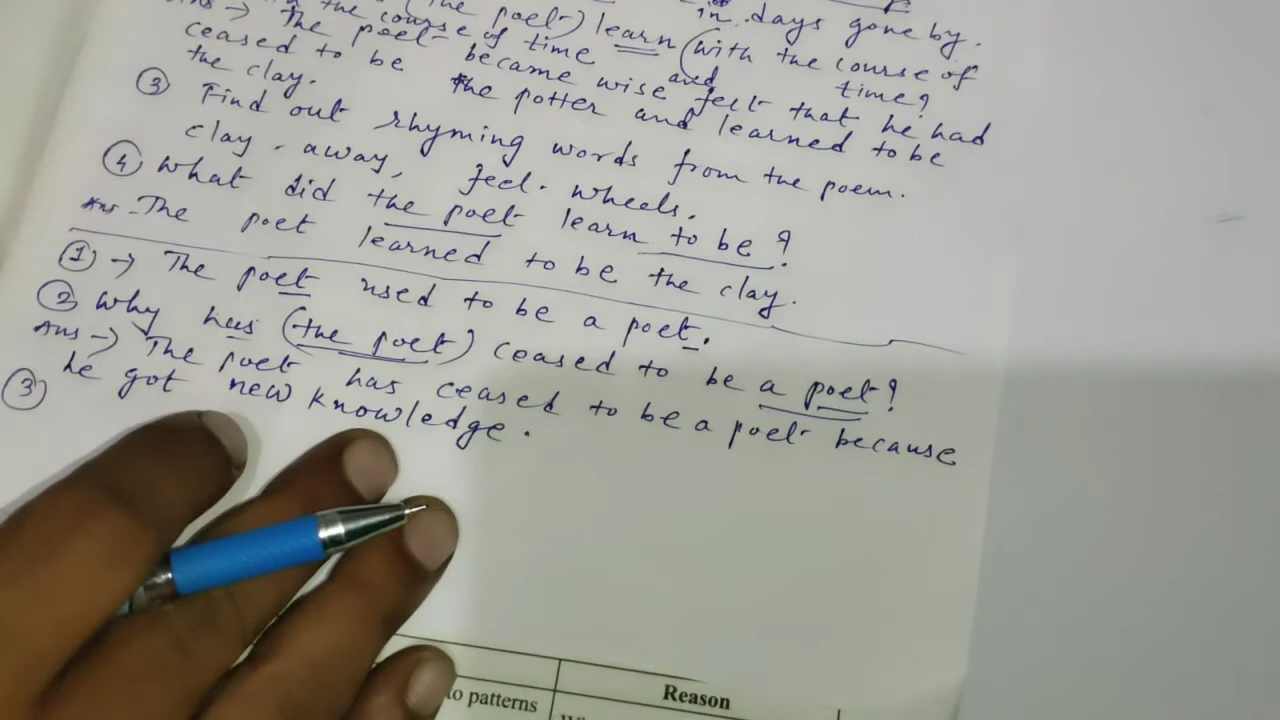 in days gone by.
(the poet) learn (with the course of time?
Ans → The poet became wise and felt that he had
the course of time
ceased to be the potter and learned to be
the clay.
③ Find out rhyming words from the poem.
clay - away, feel - wheels.
④ What did the poet learn to be?
Ans - The poet learned to be the clay.
① → The poet used to be a poet.
② Why has (the poet) ceased to be a poet?
Ans → The poet has ceased to be a poet because
he got new knowledge.
③
Reason
to patterns